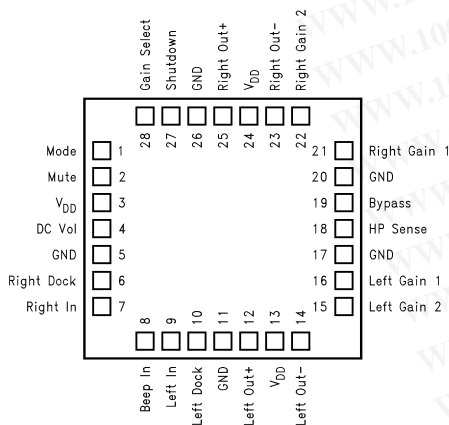 Gain Select
Shutdown
GND
Right Out+
VDD
Right Out-
Right Gain 2
28 27 26 25 24 23 22
Mode 1
Mute 2
VDD 3
DC Vol 4
GND 5
Right Dock 6
Right In 7
21 Right Gain 1
20 GND
19 Bypass
18 HP Sense
17 GND
16 Left Gain 1
15 Left Gain 2
8 9 10 11 12 13 14
Beep In
Left In
Left Dock
GND
Left Out+
VDD
Left Out-